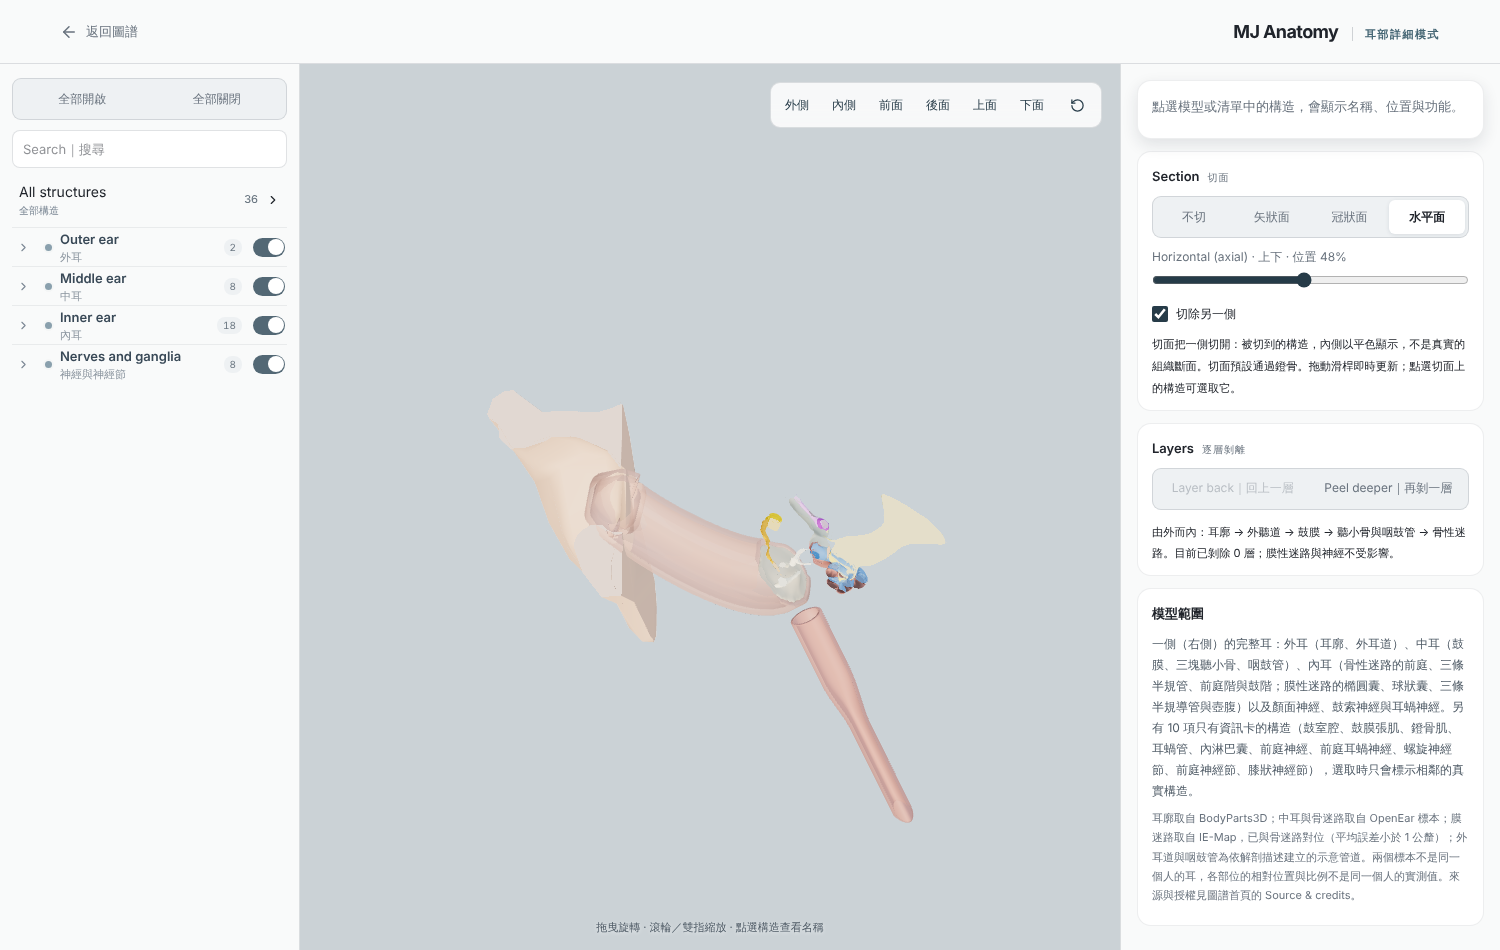 返回圖譜
MJ Anatomy
耳部詳細模式
全部開啟
全部關閉
Search｜搜尋
All structures
全部構造
36
Outer ear
外耳
2
Middle ear
中耳
8
Inner ear
內耳
18
Nerves and ganglia
神經與神經節
8
外側
內側
前面
後面
上面
下面
拖曳旋轉 · 滾輪／雙指縮放 · 點選構造查看名稱
點選模型或清單中的構造，會顯示名稱、位置與功能。
Section 切面
不切
矢狀面
冠狀面
水平面
Horizontal (axial) · 上下 · 位置 48%
切除另一側
切面把一側切開：被切到的構造，內側以平色顯示，不是真實的
組織斷面。切面預設通過鐙骨。拖動滑桿即時更新；點選切面上
的構造可選取它。
Layers 逐層剝離
Layer back｜回上一層
Peel deeper｜再剝一層
由外而內：耳廓 → 外聽道 → 鼓膜 → 聽小骨與咽鼓管 → 骨性迷
路。目前已剝除 0 層；膜性迷路與神經不受影響。
模型範圍
一側（右側）的完整耳：外耳（耳廓、外耳道）、中耳（鼓
膜、三塊聽小骨、咽鼓管）、內耳（骨性迷路的前庭、三條
半規管、前庭階與鼓階；膜性迷路的橢圓囊、球狀囊、三條
半規導管與壺腹）以及顏面神經、鼓索神經與耳蝸神經。另
有 10 項只有資訊卡的構造（鼓室腔、鼓膜張肌、鐙骨肌、
耳蝸管、內淋巴囊、前庭神經、前庭耳蝸神經、螺旋神經
節、前庭神經節、膝狀神經節），選取時只會標示相鄰的真
實構造。
耳廓取自 BodyParts3D；中耳與骨迷路取自 OpenEar 標本；膜
迷路取自 IE-Map，已與骨迷路對位（平均誤差小於 1 公釐）；外
耳道與咽鼓管為依解剖描述建立的示意管道。兩個標本不是同一
個人的耳，各部位的相對位置與比例不是同一個人的實測值。來
源與授權見圖譜首頁的 Source & credits。